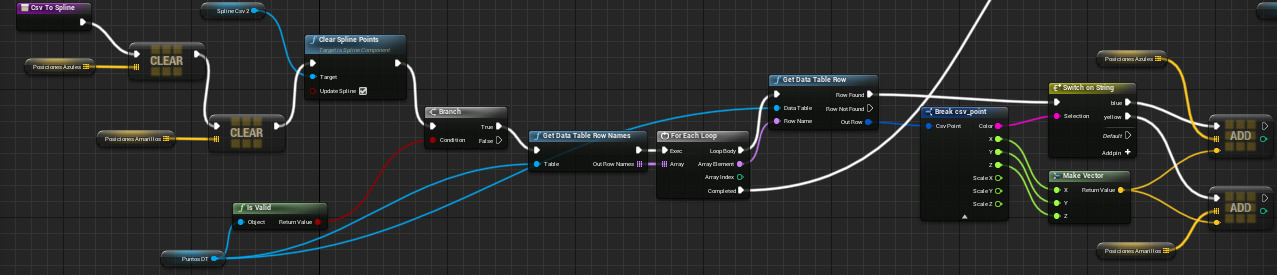 Csv To Spline
Spline Csv 2
CLEAR
Posiciones Azules
Clear Spline Points
Target is Spline Component
Target
Update Spline
CLEAR
Posiciones Amarillos
Branch
True
Condition
False
Get Data Table Row Names
Table
Out Row Names
For Each Loop
Exec
Loop Body
Array
Array Element
Array Index
Completed
Get Data Table Row
Row Found
Data Table
Row Not Found
Row Name
Out Row
Break csv_point
Csv Point
Color
X
Y
Z
Scale X
Scale Y
Scale Z
Switch on String
blue
Selection
yellow
Default
Add pin
Make Vector
X
Return Value
Y
Z
Posiciones Azules
ADD
ADD
Posiciones Amarillos
Is Valid
Object
Return Value
Puntos DT